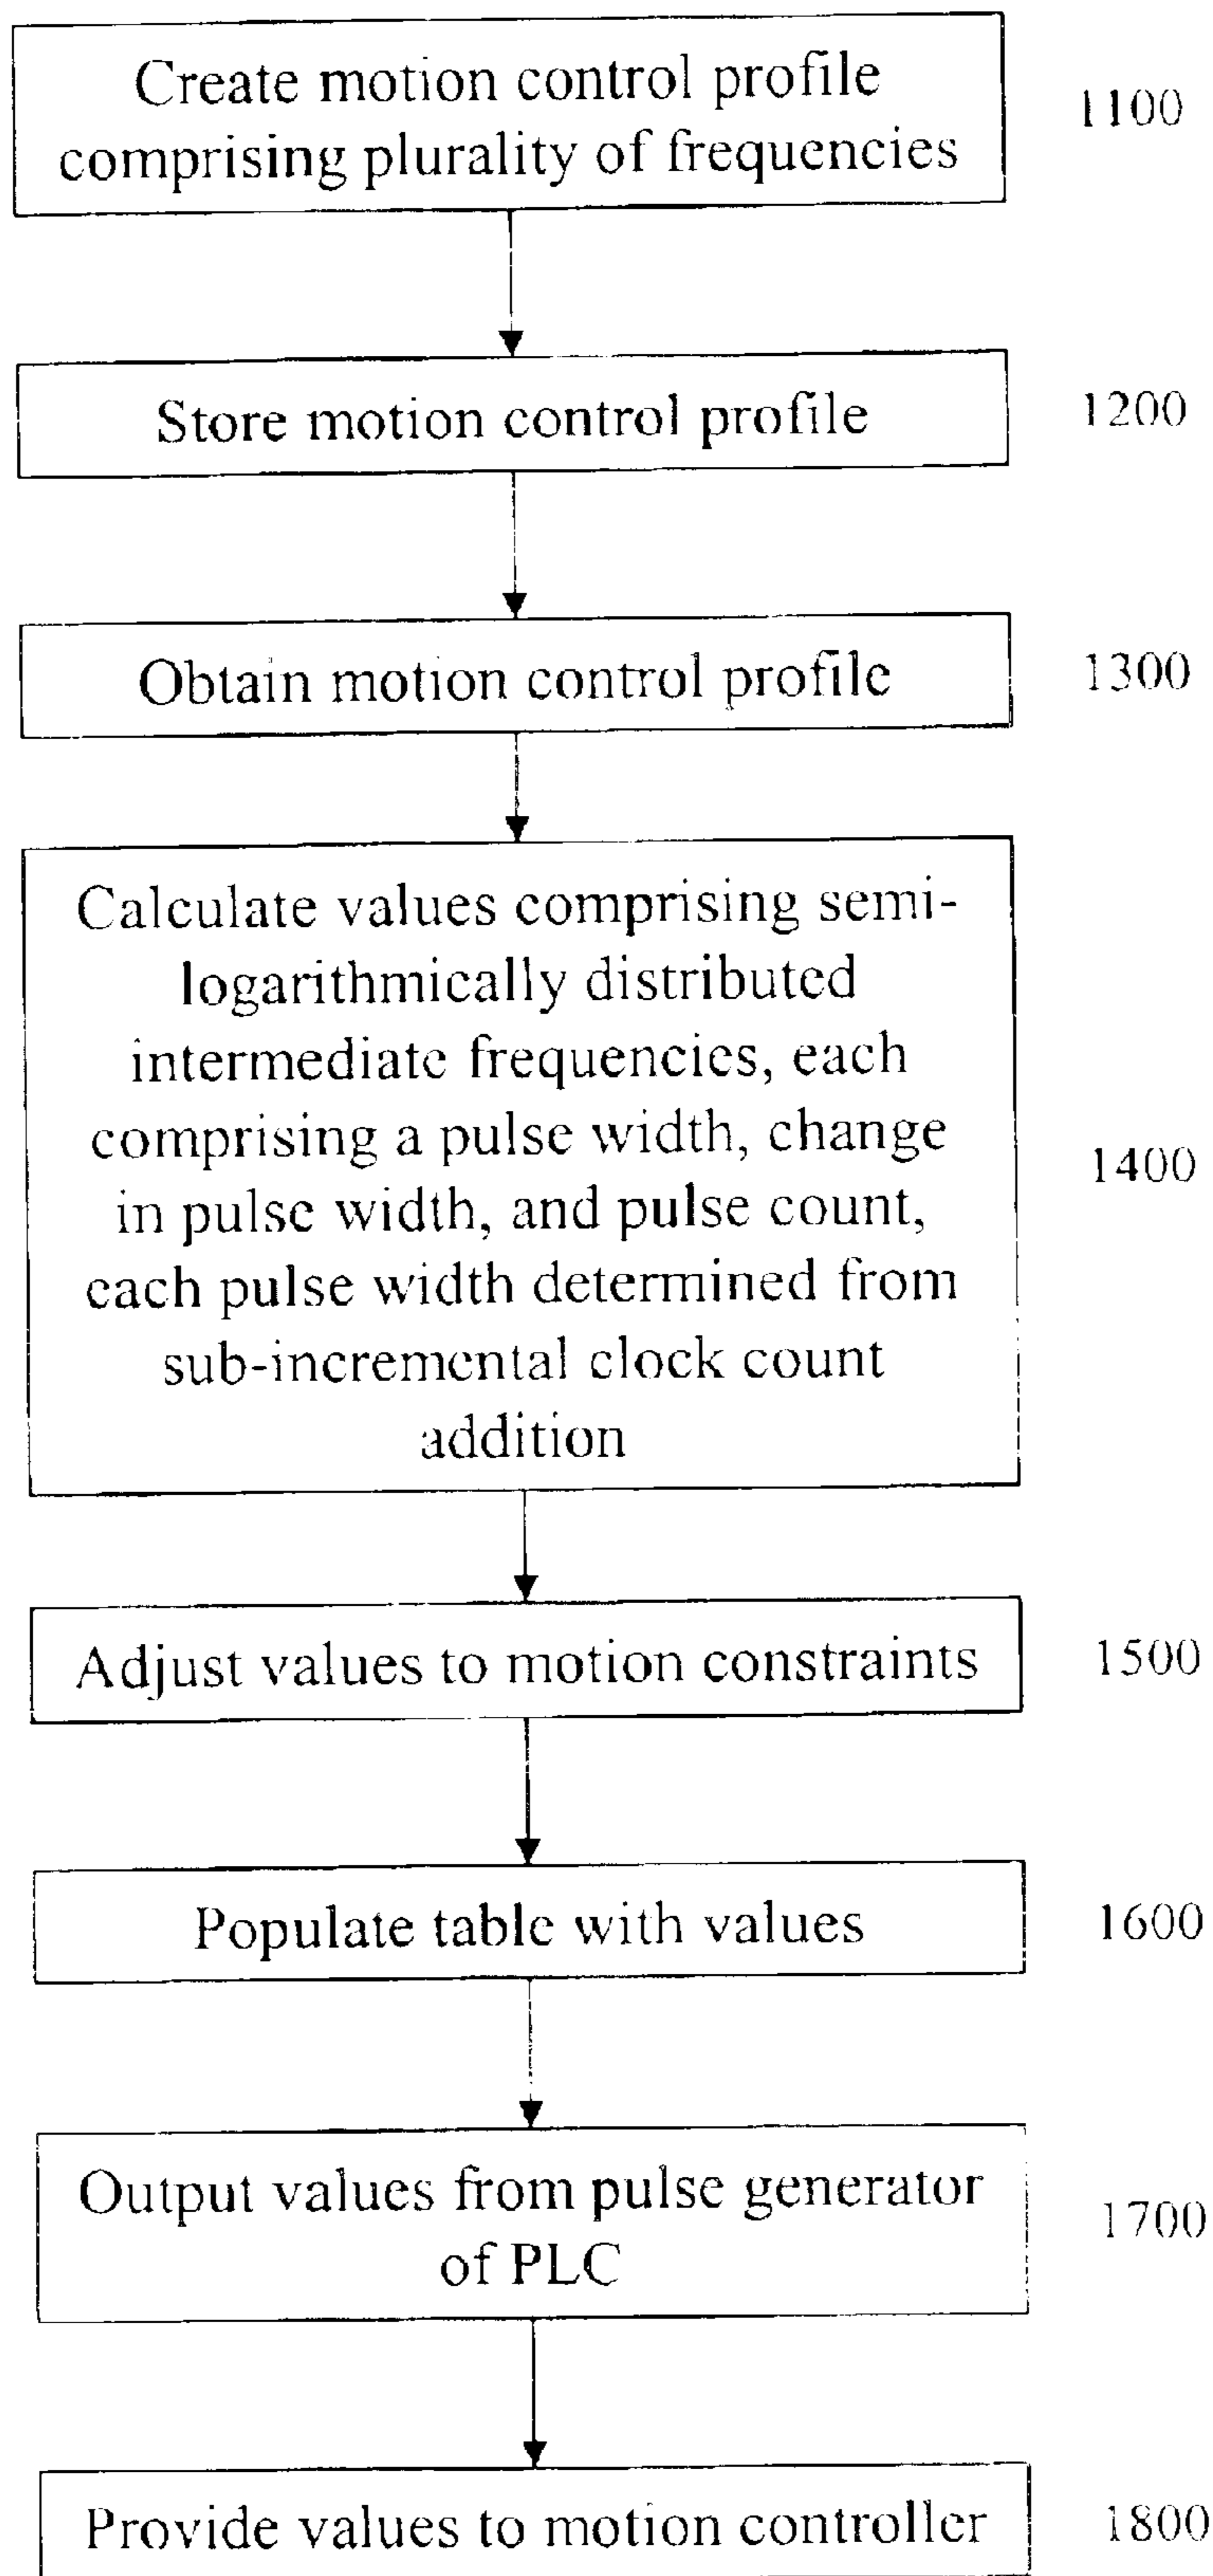 Create motion control profile
comprising plurality of frequencies
1100
Store motion control profile
1200
Obtain motion control profile
1300
Calculate values comprising semi-
logarithmically distributed
intermediate frequencies, each
comprising a pulse width, change
in pulse width, and pulse count,
each pulse width determined from
sub-incremental clock count
addition
1400
Adjust values to motion constraints
1500
Populate table with values
1600
Output values from pulse generator
of PLC
1700
Provide values to motion controller
1800